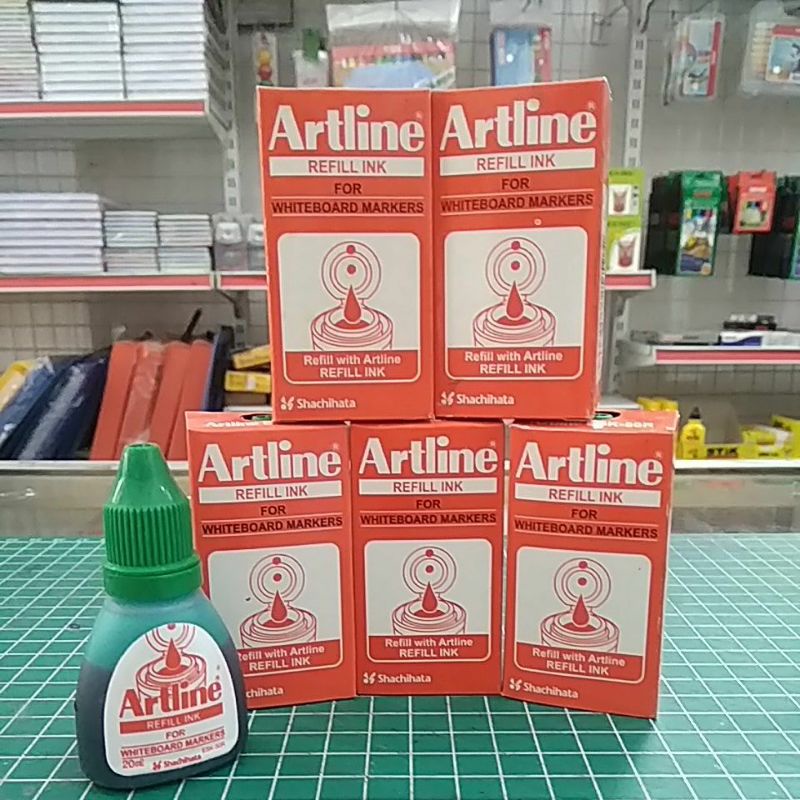 Artline
REFILL INK
FOR
WHITEBOARD MARKERS
Refill with Artline
REFILL INK
Shachihata
Artline
REFILL INK
FOR
WHITEBOARD MARKERS
Refill with Artline
REFILL INK
Shachihata
Artline
REFILL INK
FOR
WHITEBOARD MARKERS
Refill with Artline
REFILL INK
Shachihata
Artline
REFILL INK
FOR
WHITEBOARD MARKERS
Refill with Artline
REFILL INK
Shachihata
Artline
REFILL INK
FOR
WHITEBOARD MARKERS
Refill with Artline
REFILL INK
Shachihata
Artline
REFILL INK
FOR
WHITEBOARD MARKERS
20ml Shachihata ESK-50R